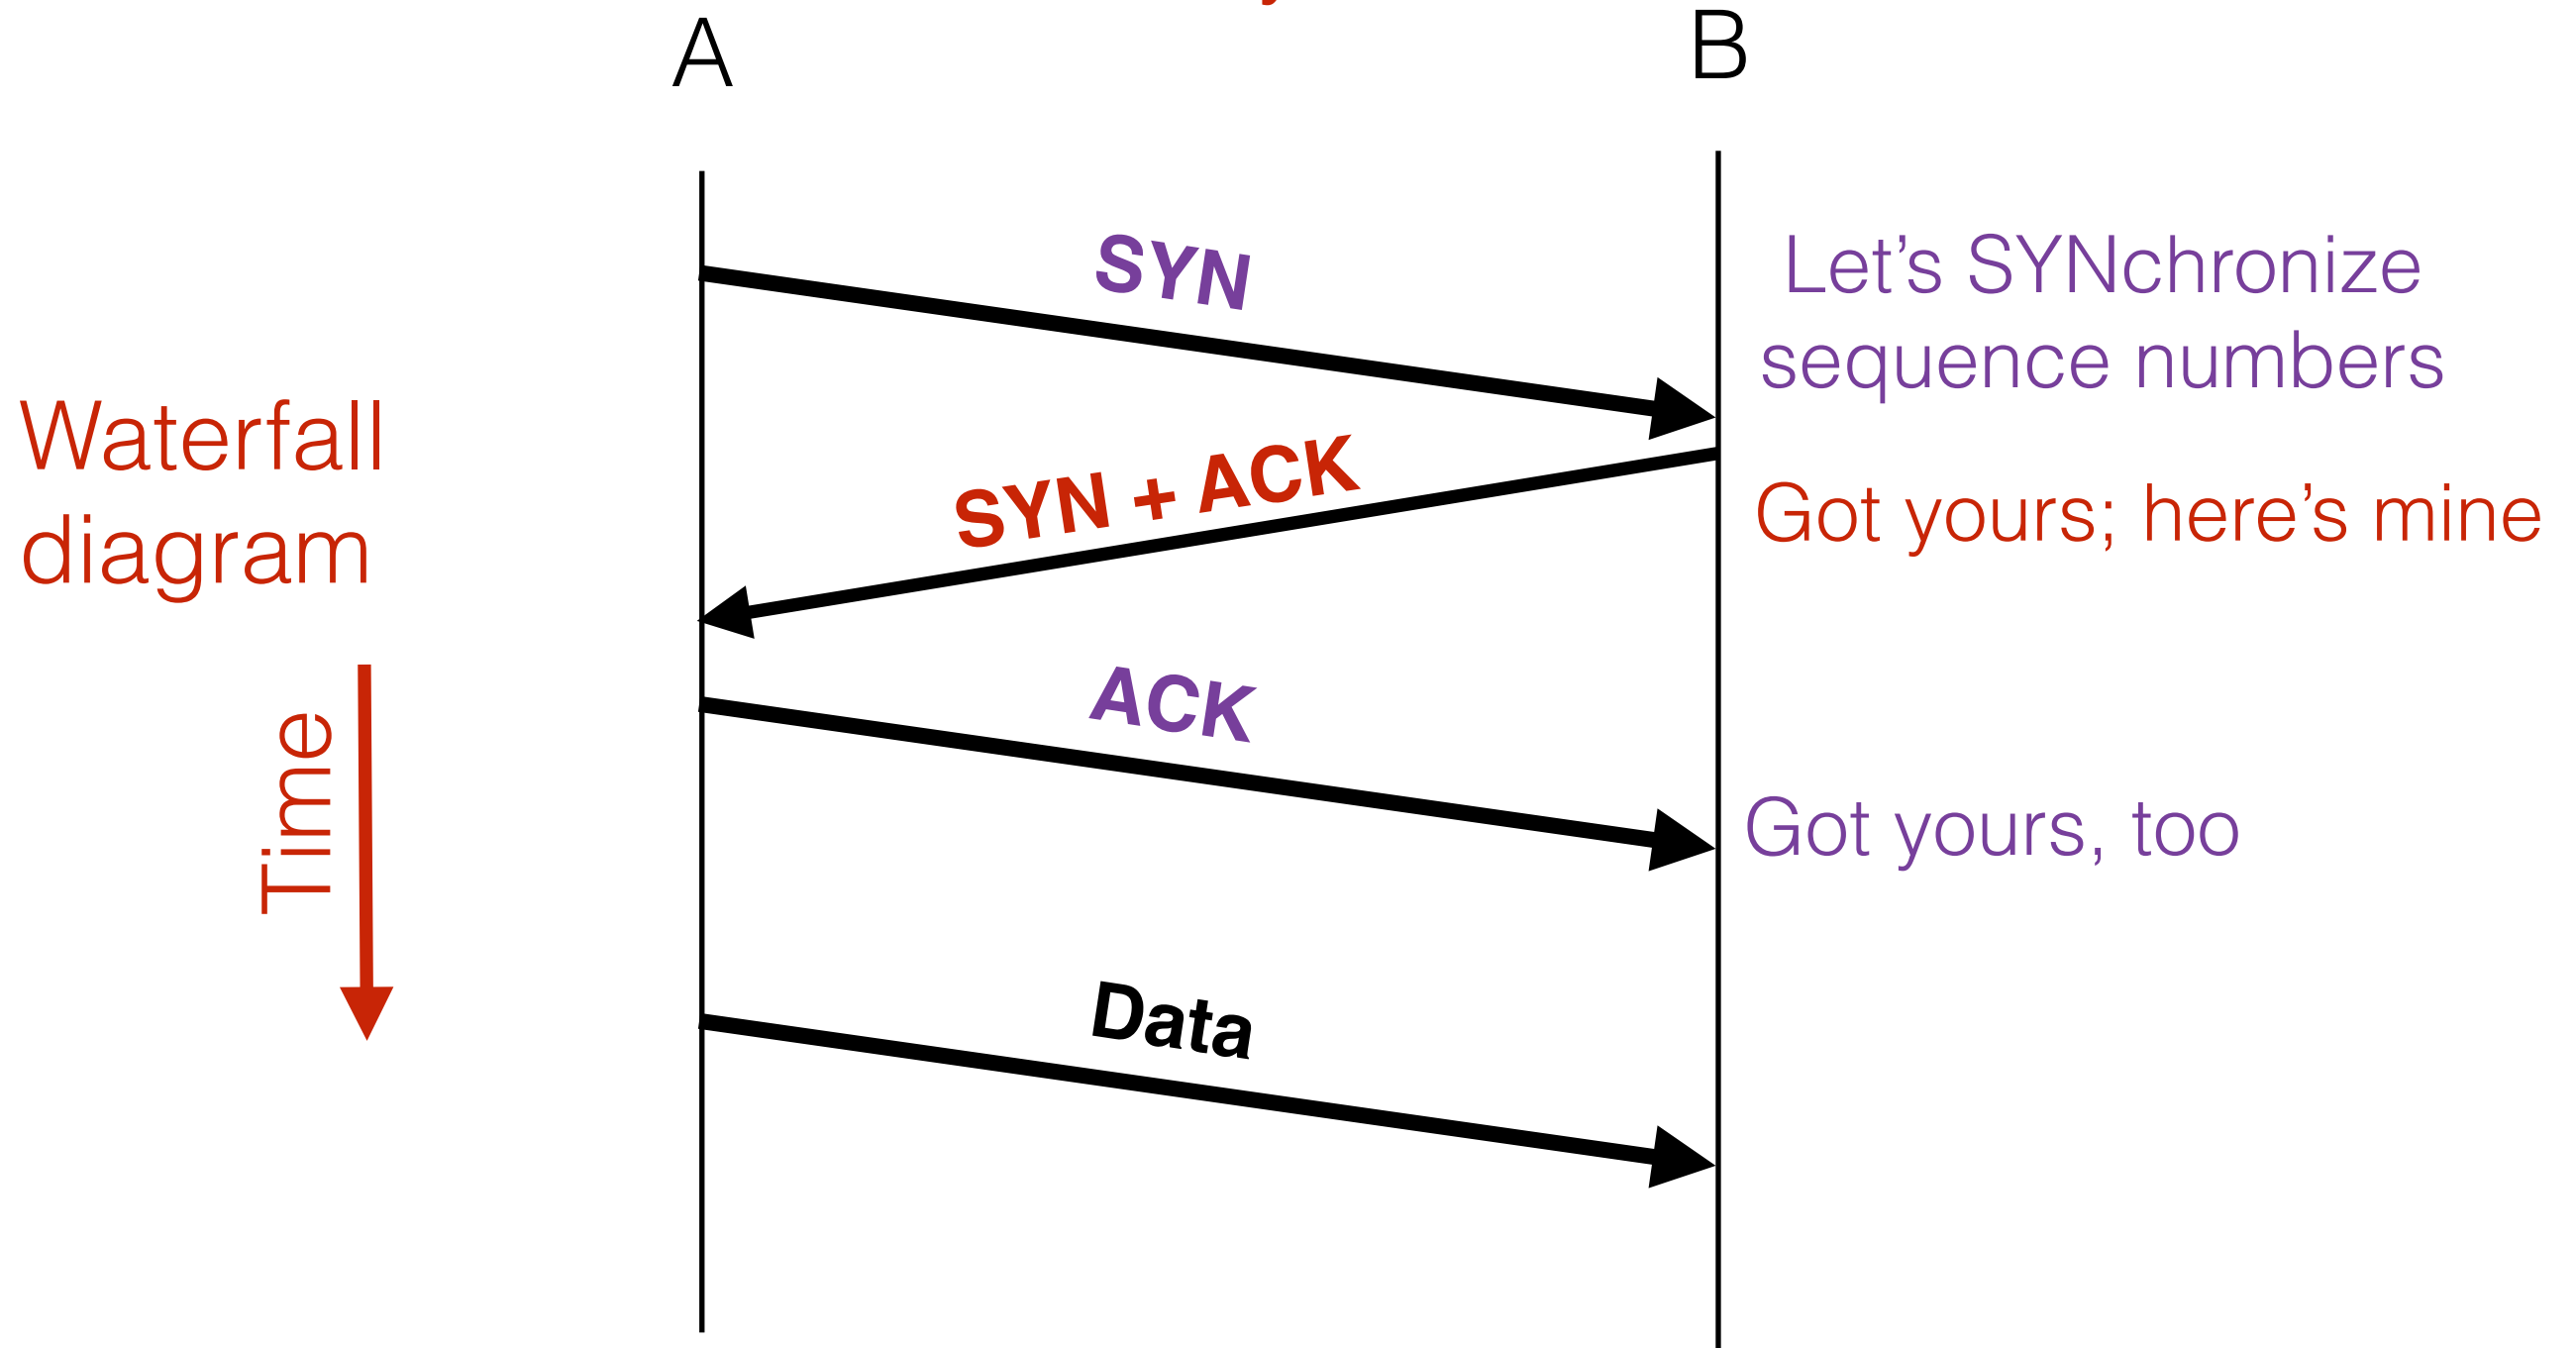 A
B
SYN
Let’s SYNchronize
sequence numbers
Waterfall
diagram
SYN + ACK
Got yours; here’s mine
ACK
Time
Got yours, too
Data